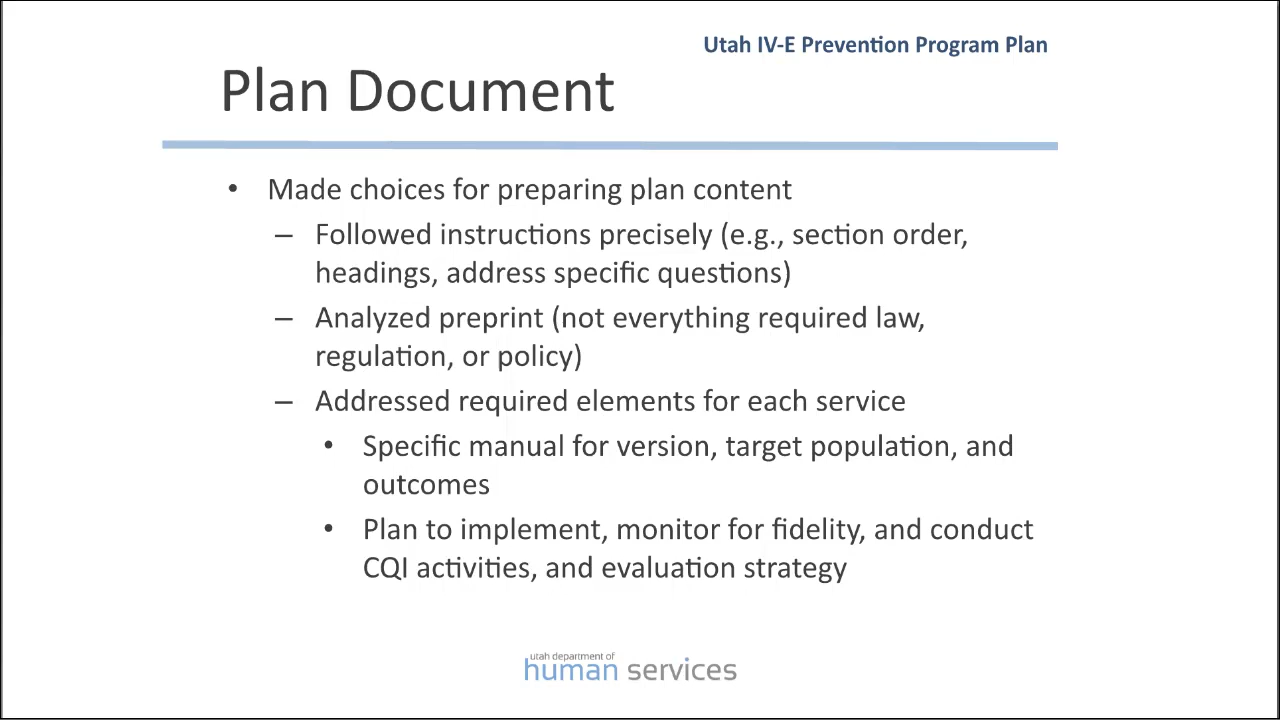 Utah IV-E Prevention Program Plan
Plan Document
• Made choices for preparing plan content
– Followed instructions precisely (e.g., section order,
headings, address specific questions)
– Analyzed preprint (not everything required law,
regulation, or policy)
– Addressed required elements for each service
• Specific manual for version, target population, and
outcomes
• Plan to implement, monitor for fidelity, and conduct
CQI activities, and evaluation strategy
utah department of
human services